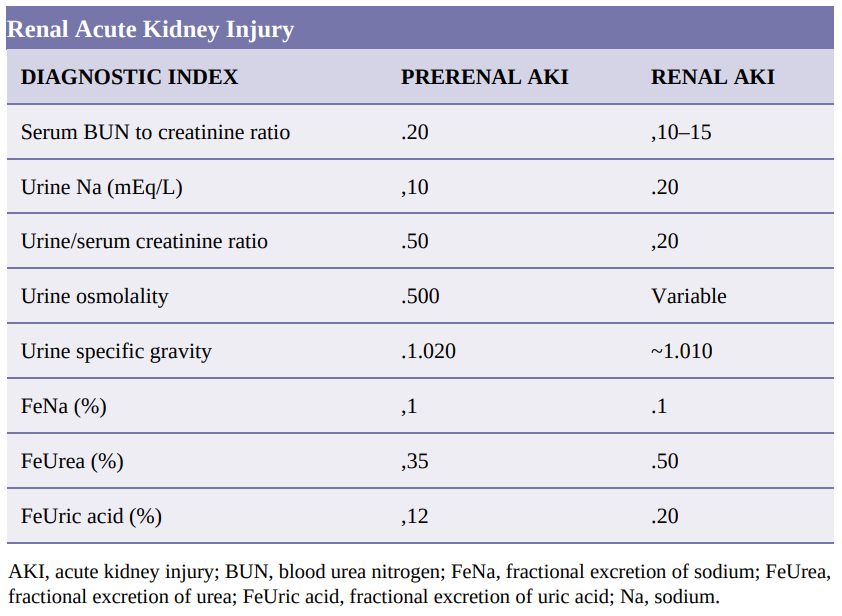 Renal Acute Kidney Injury
DIAGNOSTIC INDEX PRERENAL AKI RENAL AKI
Serum BUN to creatinine ratio .20 ,10–15
Urine Na (mEq/L) ,10 .20
Urine/serum creatinine ratio .50 ,20
Urine osmolality .500 Variable
Urine specific gravity .1.020 ~1.010
FeNa (%) ,1 .1
FeUrea (%) ,35 .50
FeUric acid (%) ,12 .20
AKI, acute kidney injury; BUN, blood urea nitrogen; FeNa, fractional excretion of sodium; FeUrea,
fractional excretion of urea; FeUric acid, fractional excretion of uric acid; Na, sodium.